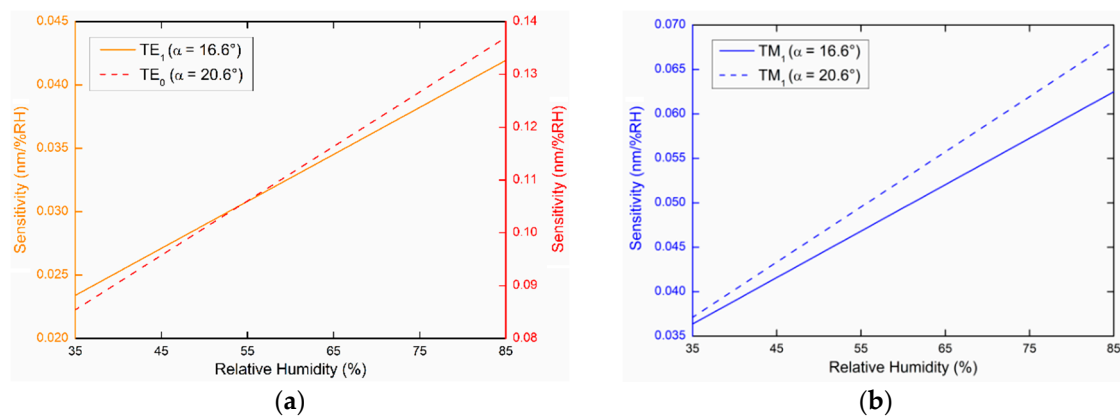 TE1 (α = 16.6°)
TE0 (α = 20.6°)
0.045
0.040
0.035
0.030
0.025
0.020
Sensitivity (nm/%RH)
0.14
0.13
0.12
0.11
0.10
0.09
0.08
Sensitivity (nm/%RH)
35 45 55 65 75 85
Relative Humidity (%)
(a)
TM1 (α = 16.6°)
TM1 (α = 20.6°)
0.070
0.065
0.060
0.055
0.050
0.045
0.040
0.035
Sensitivity (nm/%RH)
35 45 55 65 75 85
Relative Humidity (%)
(b)